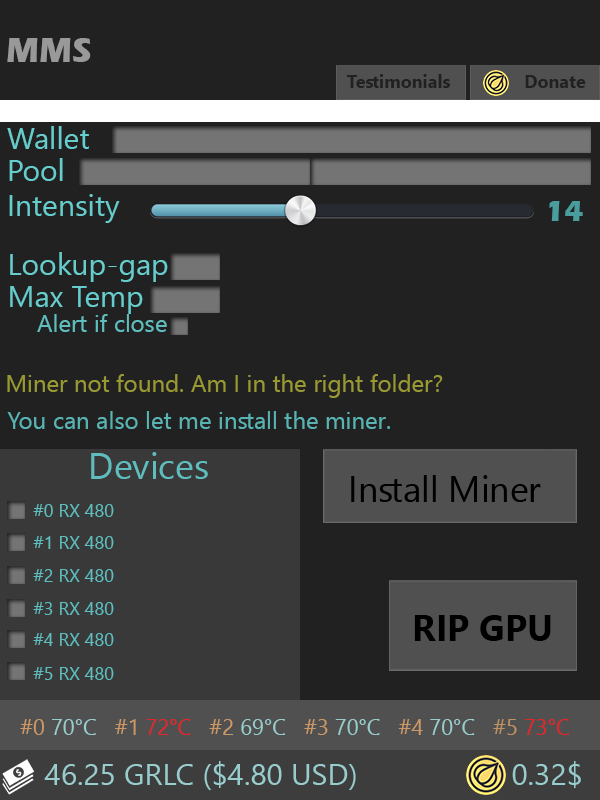 MMS
Testimonials Donate
Wallet
Pool
Intensity 14
Lookup-gap
Max Temp
Alert if close
Miner not found. Am I in the right folder?
You can also let me install the miner.
Devices
#0 RX 480
#1 RX 480
#2 RX 480
#3 RX 480
#4 RX 480
#5 RX 480
Install Miner
RIP GPU
#0 70°C #1 72°C #2 69°C #3 70°C #4 70°C #5 73°C
46.25 GRLC ($4.80 USD) 0.32$